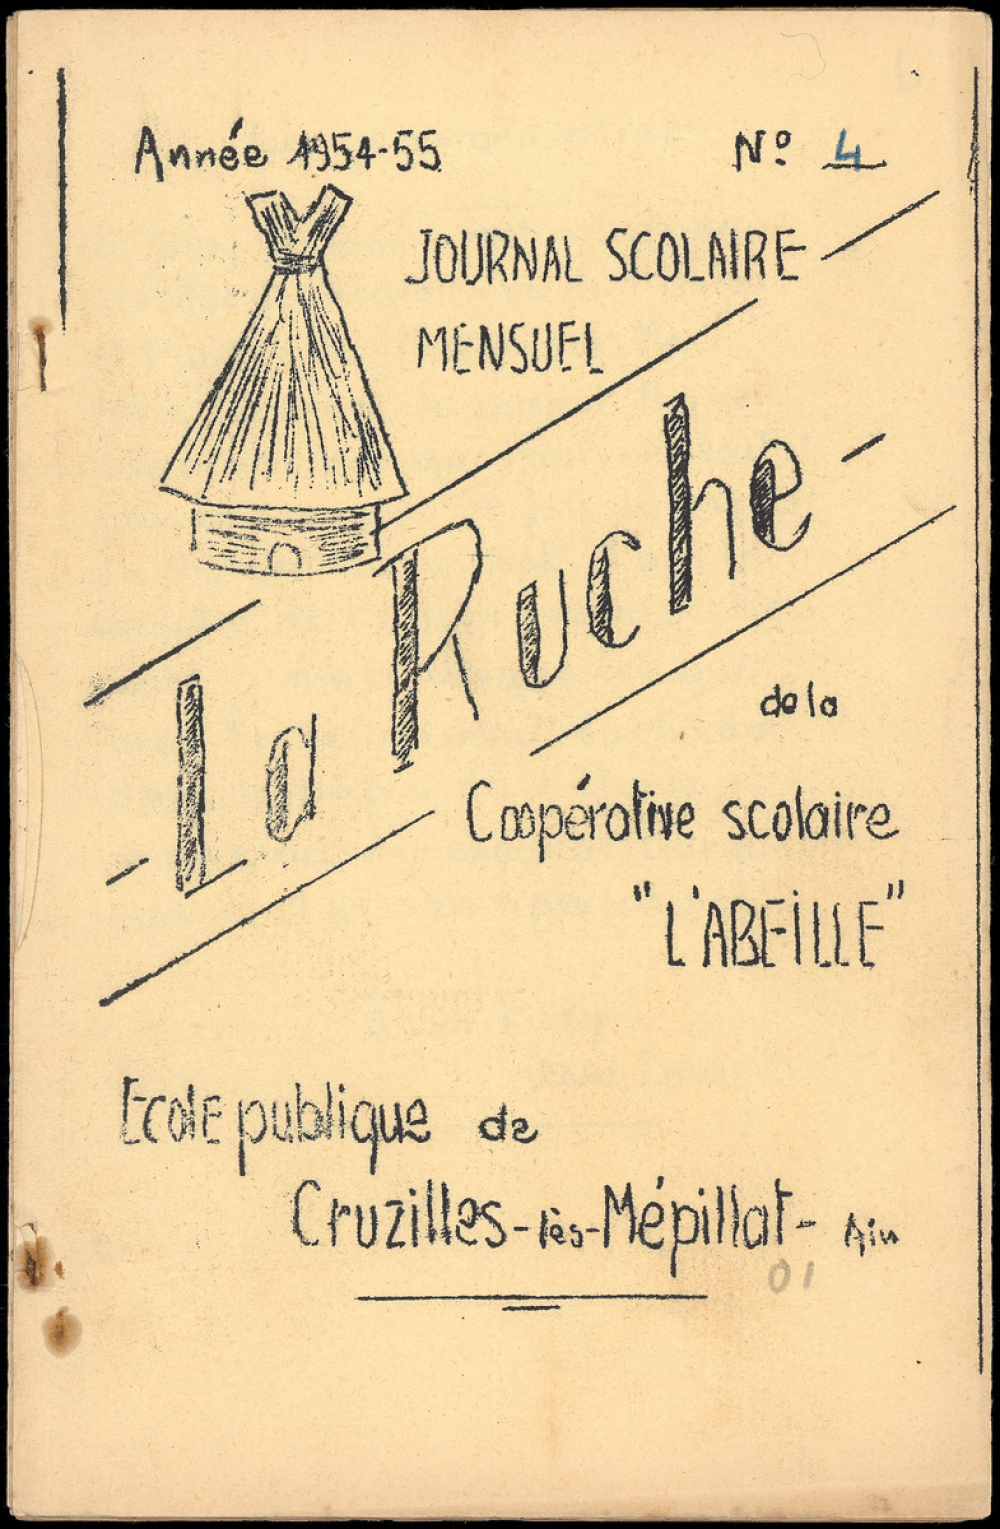 Année 1954-55
Nº 4
JOURNAL SCOLAIRE
MENSUEL
La Ruche
de la
Coopérative scolaire
"L'ABEILLE"
Ecole publique de
Cruzilles-lès-Mépillat- Ain
01